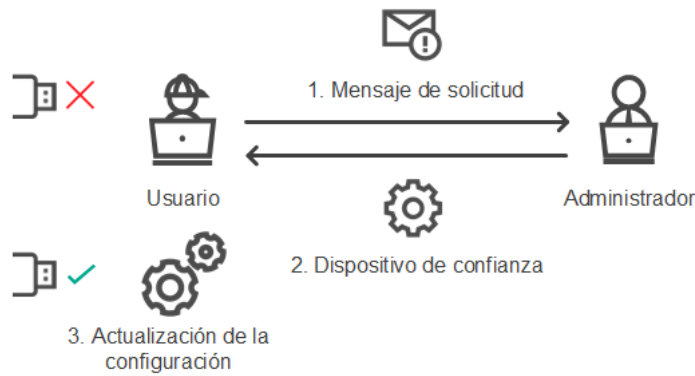 1. Mensaje de solicitud
Usuario
Administrador
2. Dispositivo de confianza
3. Actualización de la
configuración